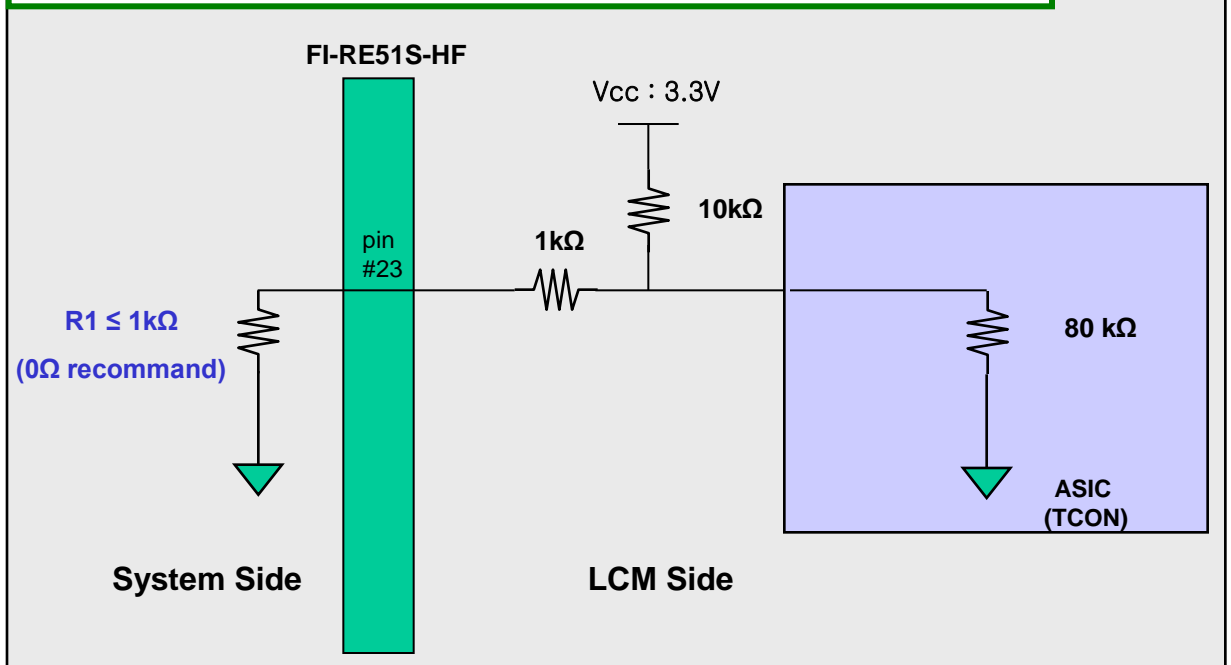 FI-RE51S-HF
Vcc : 3.3V
10kΩ
1kΩ
pin
#23
R1 ≤ 1kΩ
(0Ω recommand)
80 kΩ
ASIC
(TCON)
System Side
LCM Side